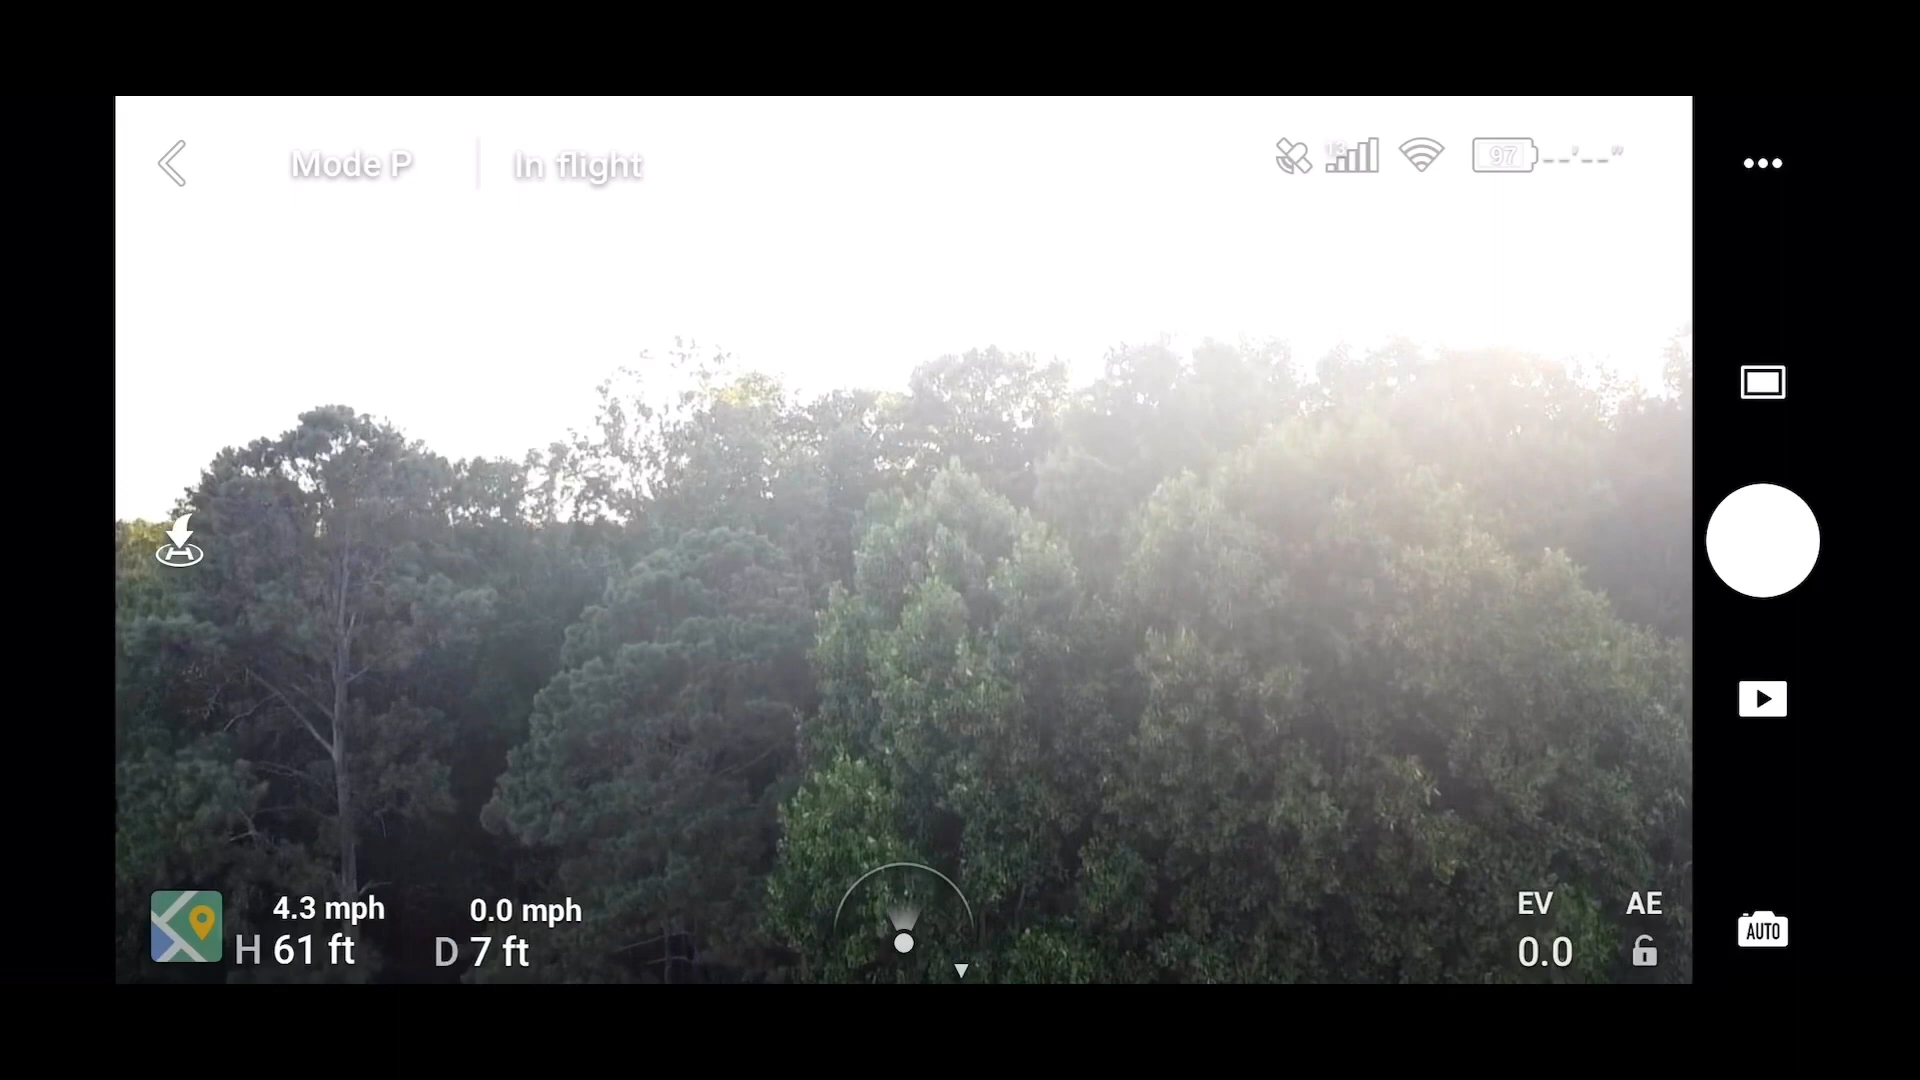 Mode P
In flight
13
97
--'--"
4.3 mph
0.0 mph
H 61 ft
D 7 ft
EV
AE
0.0
AUTO